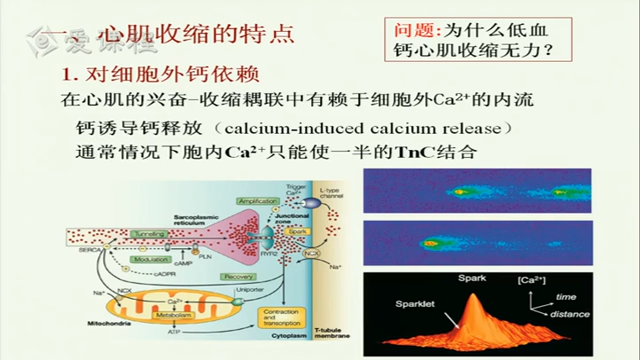 爱课程
一、心肌收缩的特点
问题:为什么低血
钙心肌收缩无力?
1. 对细胞外钙依赖
在心肌的兴奋-收缩耦联中有赖于细胞外Ca²⁺的内流
钙诱导钙释放（calcium-induced calcium release）
通常情况下胞内Ca²⁺只能使一半的TnC结合
Trigger
Ca²⁺
L-type
channel
Amplification
Sarcoplasmic
reticulum
Junctional
zone
Tunneling
Spark
SERCA
PLN
RYR2
NCX
cAMP
Modulation
Na⁺
cADPR
Recovery
Na⁺
NCX
Uniporter
Ca²⁺
Metabolism
Contraction
and
transcription
Mitochondria
ATP
Cytoplasm
T-tubule
membrane
Spark
[Ca²⁺]
Sparklet
time
distance